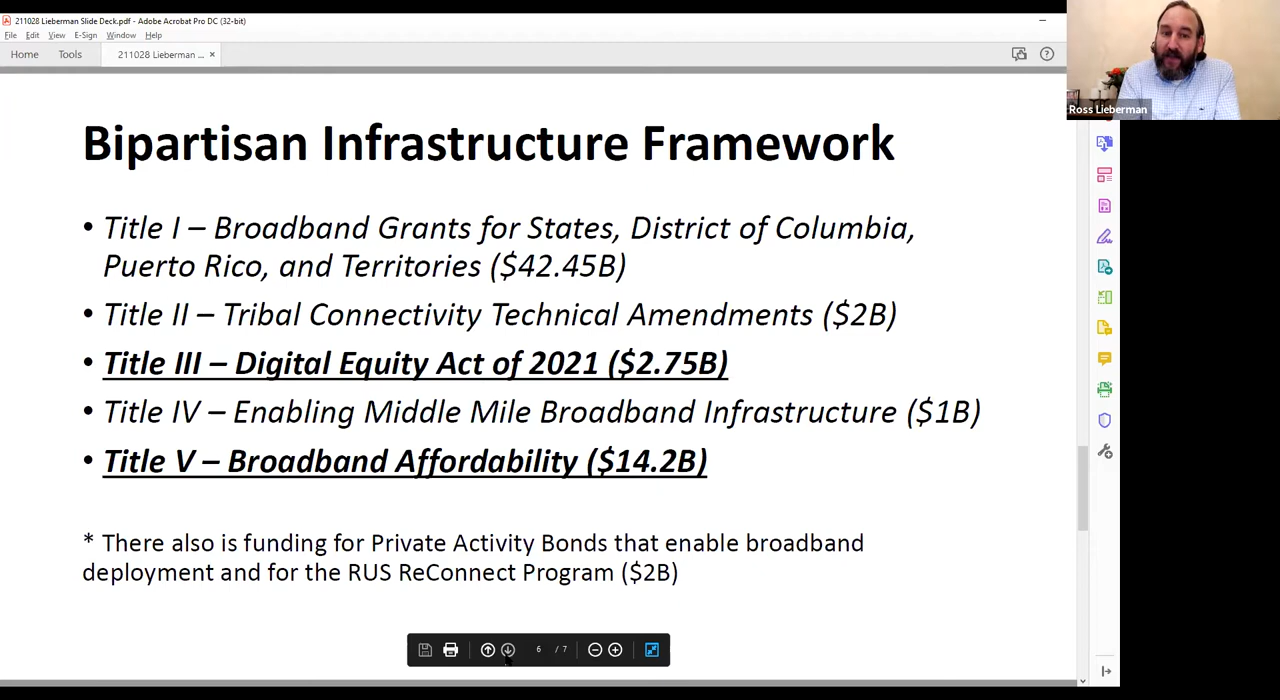 211028 Lieberman Slide Deck.pdf - Adobe Acrobat Pro DC (32-bit)
File Edit View E-Sign Window Help
Home Tools 211028 Lieberman ... ×
Ross Lieberman
Bipartisan Infrastructure Framework
• Title I – Broadband Grants for States, District of Columbia,
Puerto Rico, and Territories ($42.45B)
• Title II – Tribal Connectivity Technical Amendments ($2B)
• Title III – Digital Equity Act of 2021 ($2.75B)
• Title IV – Enabling Middle Mile Broadband Infrastructure ($1B)
• Title V – Broadband Affordability ($14.2B)
* There also is funding for Private Activity Bonds that enable broadband
deployment and for the RUS ReConnect Program ($2B)
6 / 7